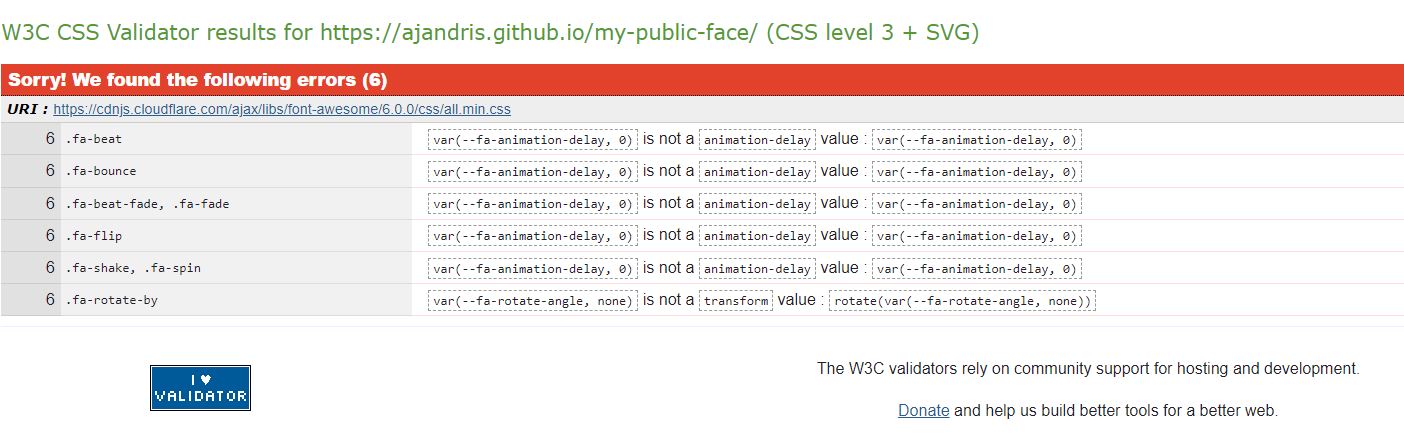 W3C CSS Validator results for https://ajandris.github.io/my-public-face/ (CSS level 3 + SVG)
Sorry! We found the following errors (6)
URI : https://cdnjs.cloudflare.com/ajax/libs/font-awesome/6.0.0/css/all.min.css
6 .fa-beat var(--fa-animation-delay, 0) is not a animation-delay value : var(--fa-animation-delay, 0)
6 .fa-bounce var(--fa-animation-delay, 0) is not a animation-delay value : var(--fa-animation-delay, 0)
6 .fa-beat-fade, .fa-fade var(--fa-animation-delay, 0) is not a animation-delay value : var(--fa-animation-delay, 0)
6 .fa-flip var(--fa-animation-delay, 0) is not a animation-delay value : var(--fa-animation-delay, 0)
6 .fa-shake, .fa-spin var(--fa-animation-delay, 0) is not a animation-delay value : var(--fa-animation-delay, 0)
6 .fa-rotate-by var(--fa-rotate-angle, none) is not a transform value : rotate(var(--fa-rotate-angle, none))
I ♥
VALIDATOR
The W3C validators rely on community support for hosting and development.
Donate and help us build better tools for a better web.